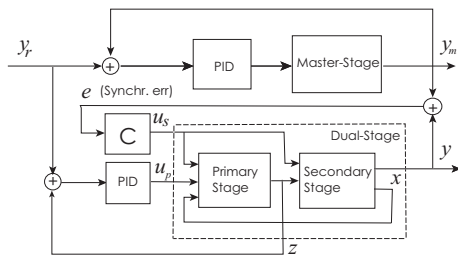 y_r
y_m
PID
Master-Stage
e (Synchr. err)
C
u_s
Dual-Stage
y
PID
u_p
Primary Stage
Secondary Stage
x
z